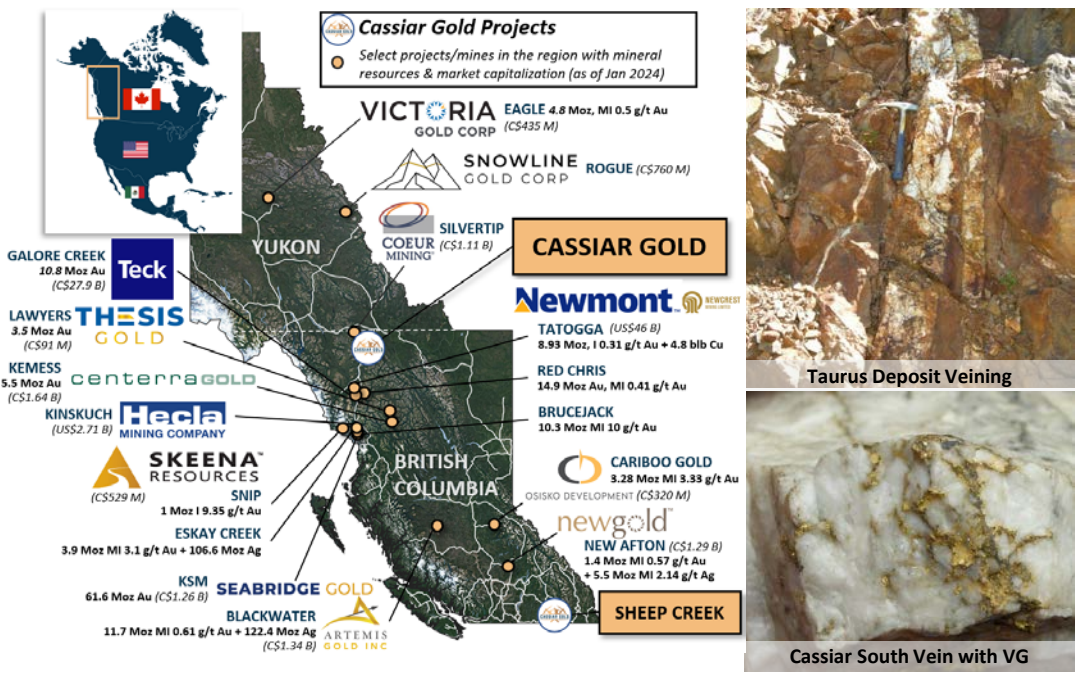 Cassiar Gold Projects
Select projects/mines in the region with mineral
resources & market capitalization (as of Jan 2024)
VICTORIA
GOLD CORP
EAGLE 4.8 Moz, MI 0.5 g/t Au
(C$435 M)
SNOWLINE
GOLD CORP
ROGUE (C$760 M)
COEUR
MINING
SILVERTIP
(C$1.11 B)
YUKON
CASSIAR GOLD
GALORE CREEK
10.8 Moz Au
(C$27.9 B)
Teck
LAWYERS
3.5 Moz Au
(C$91 M)
THESIS
GOLD
KEMESS
5.5 Moz Au
(C$1.64 B)
centerraGOLD
KINSKUCH
(US$2.71 B)
Hecla
MINING COMPANY
SKEENA™
RESOURCES
(C$529 M)
SNIP
1 Moz I 9.35 g/t Au
ESKAY CREEK
3.9 Moz MI 3.1 g/t Au + 106.6 Moz Ag
KSM
61.6 Moz Au (C$1.26 B)
SEABRIDGE GOLD
BLACKWATER
11.7 Moz MI 0.61 g/t Au + 122.4 Moz Ag
(C$1.34 B)
ARTEMIS
GOLD INC
Newmont™
NEWCREST
TATOGGA (US$46 B)
8.93 Moz, I 0.31 g/t Au + 4.8 blb Cu
RED CHRIS
14.9 Moz Au, MI 0.41 g/t Au
BRUCEJACK
10.3 Moz MI 10 g/t Au
BRITISH
COLUMBIA
CARIBOO GOLD
3.28 Moz MI 3.33 g/t Au
OSISKO DEVELOPMENT (C$320 M)
newgold™
NEW AFTON (C$1.29 B)
1.4 Moz MI 0.57 g/t Au
+ 5.5 Moz MI 2.14 g/t Ag
SHEEP CREEK
Taurus Deposit Veining
Cassiar South Vein with VG